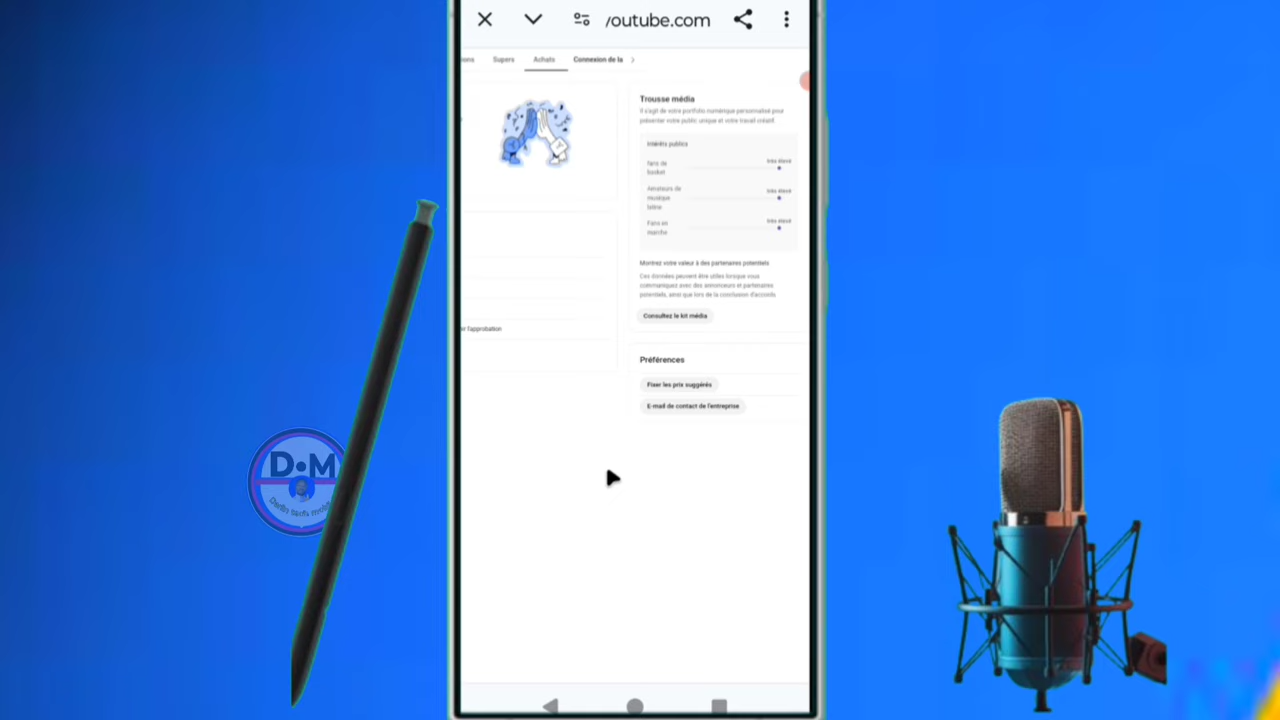 /outube.com
ions Supers Achats Connexion de la
Trousse média
Il s'agit de votre portfolio numérique personnalisé pour
présenter votre public unique et votre travail créatif
Intérêts publics
fans de
basket
très élevé
Amateurs de
musique
latine
très élevé
Fans en
marche
très élevé
Montrez votre valeur à des partenaires potentiels
Ces données peuvent être utiles lorsque vous
communiquez avec des annonceurs et partenaires
potentiels, ainsi que lors de la conclusion d'accords
Consultez le kit média
er l'approbation
Préférences
Fixer les prix suggérés
E-mail de contact de l'entreprise
D•M